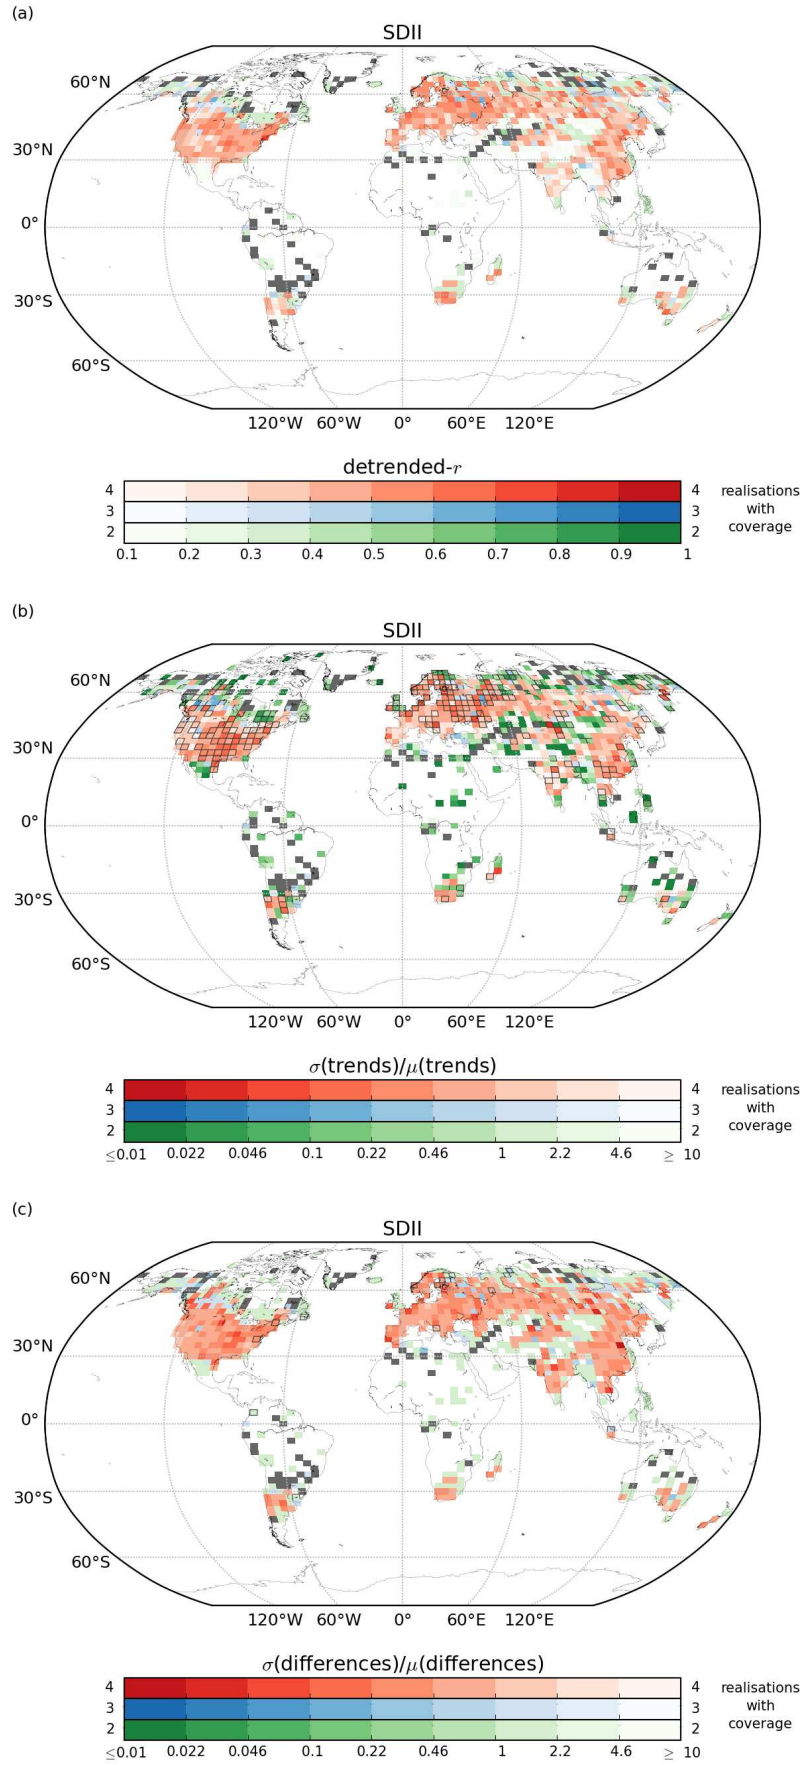 (a)
SDII
60°N
30°N
0°
30°S
60°S
120°W 60°W 0° 60°E 120°E
detrended-r
4 4 realisations
3 3 with
2 2 coverage
0.1 0.2 0.3 0.4 0.5 0.6 0.7 0.8 0.9 1
(b)
SDII
60°N
30°N
0°
30°S
60°S
120°W 60°W 0° 60°E 120°E
σ(trends)/μ(trends)
4 4 realisations
3 3 with
2 2 coverage
≤0.01 0.022 0.046 0.1 0.22 0.46 1 2.2 4.6 ≥ 10
(c)
SDII
60°N
30°N
0°
30°S
60°S
120°W 60°W 0° 60°E 120°E
σ(differences)/μ(differences)
4 4 realisations
3 3 with
2 2 coverage
≤0.01 0.022 0.046 0.1 0.22 0.46 1 2.2 4.6 ≥ 10